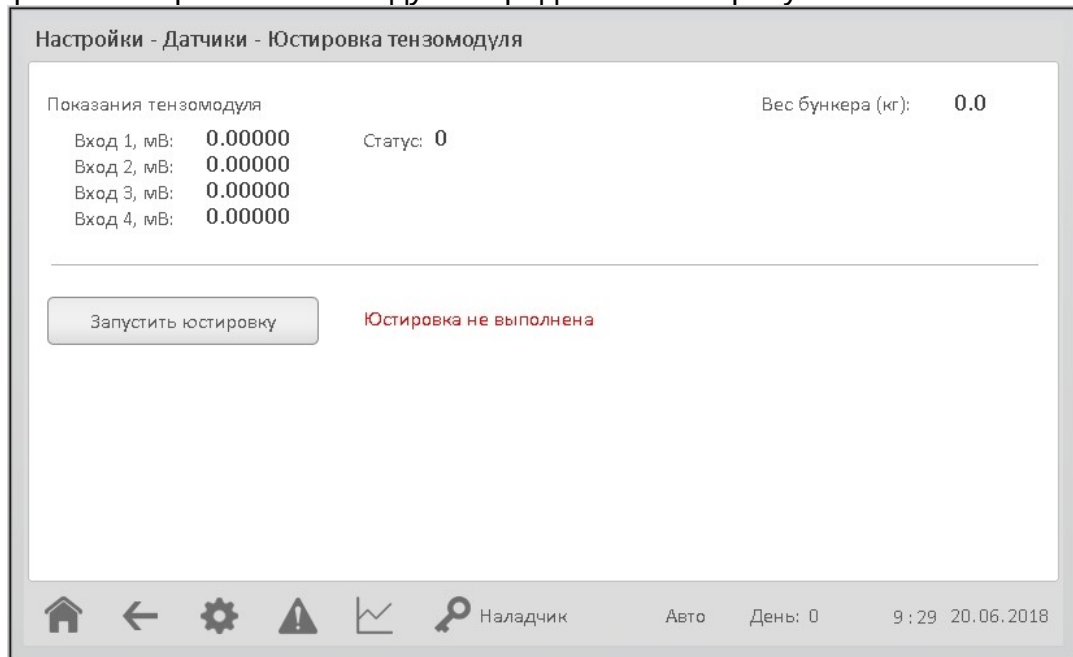 Настройки - Датчики - Юстировка тензомодуля
Показания тензомодуля
Вес бункера (кг): 0.0
Вход 1, мВ: 0.00000 Статус: 0
Вход 2, мВ: 0.00000
Вход 3, мВ: 0.00000
Вход 4, мВ: 0.00000
Запустить юстировку
Юстировка не выполнена
Наладчик Авто День: 0 9:29 20.06.2018